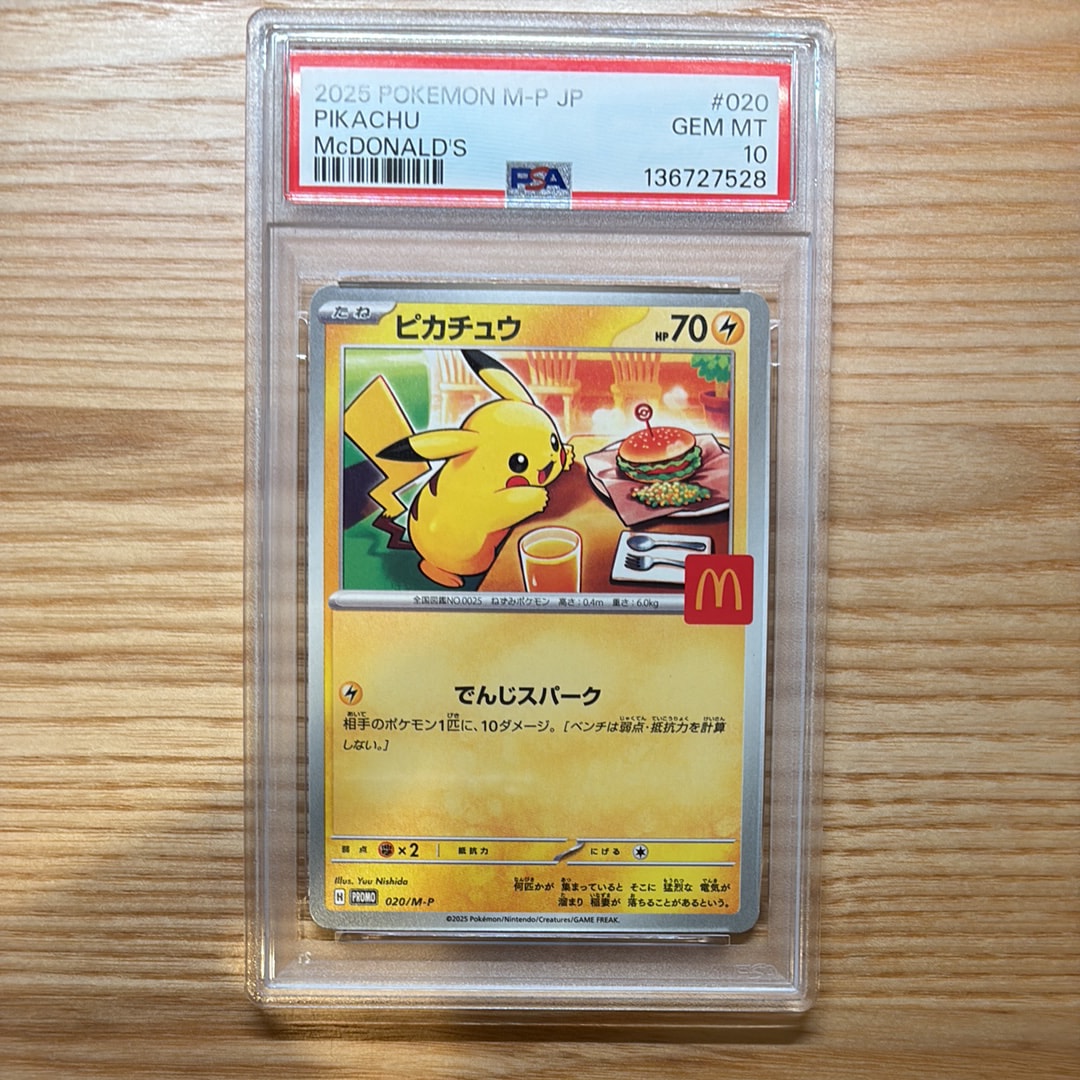 2025 POKEMON M-P JP #020
PIKACHU GEM MT
McDONALD'S 10
PSA 136727528
たね ピカチュウ HP 70
全国図鑑NO.0025 ねずみポケモン 高さ:0.4m 重さ:6.0kg
M
でんじスパーク
相手のポケモン1匹に、10ダメージ。[ベンチは弱点・抵抗力を計算
しない。]
弱点 ×2 抵抗力 にげる
Illus. Yuu Nishida
何匹かが 集まっていると そこに 猛烈な 電気が
溜まり 稲妻が 落ちることがあるという。
PROMO 020/M-P
©2025 Pokémon/Nintendo/Creatures/GAME FREAK.